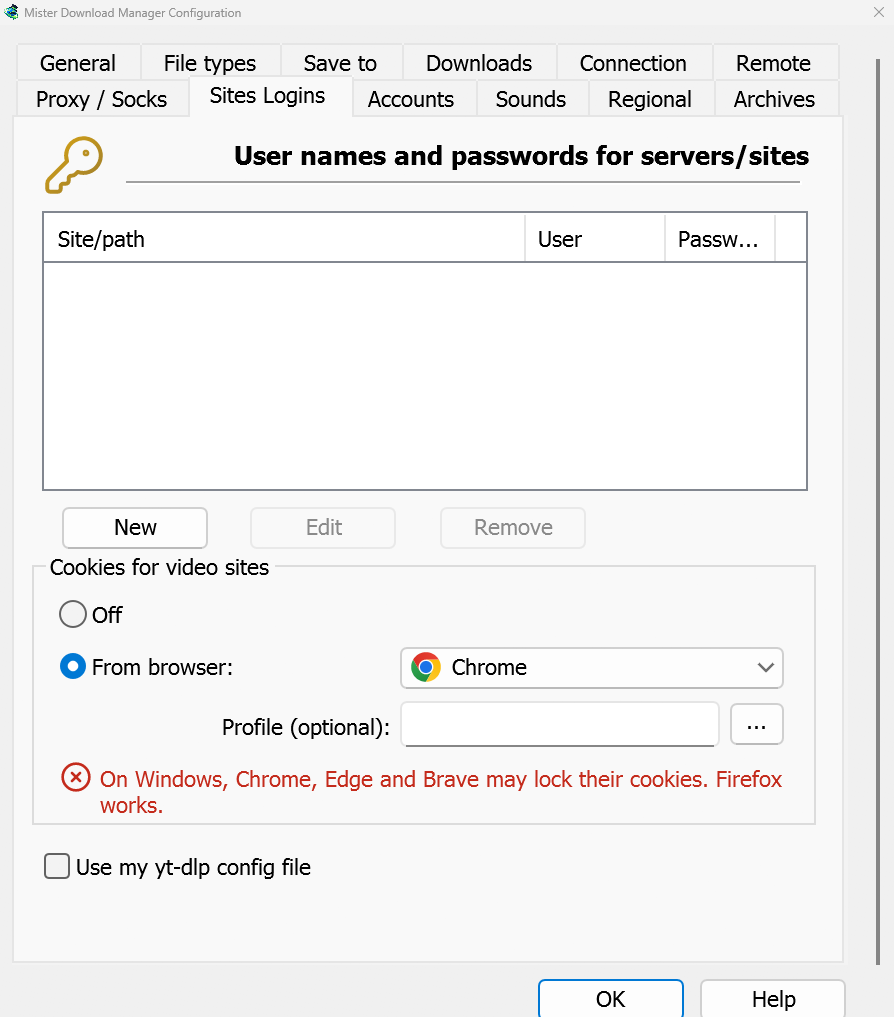 Mister Download Manager Configuration
General File types Save to Downloads Connection Remote
Proxy / Socks Sites Logins Accounts Sounds Regional Archives
User names and passwords for servers/sites
Site/path User Passw...
New Edit Remove
Cookies for video sites
Off
From browser: Chrome
Profile (optional): ...
On Windows, Chrome, Edge and Brave may lock their cookies. Firefox
works.
Use my yt-dlp config file
OK Help